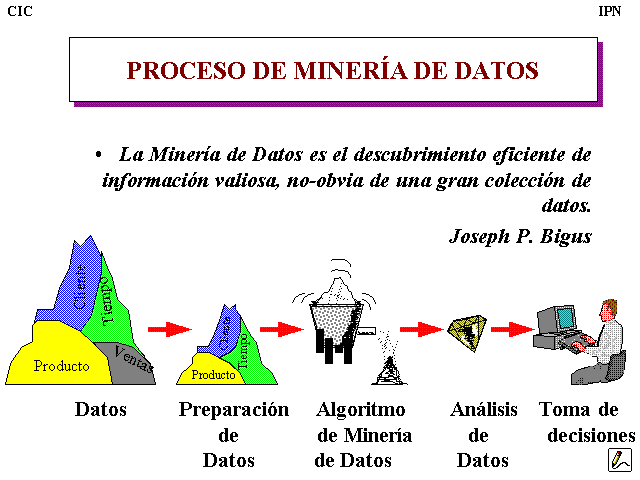 CIC IPN
PROCESO DE MINERÍA DE DATOS
• La Minería de Datos es el descubrimiento eficiente de
información valiosa, no-obvia de una gran colección de
datos.
Joseph P. Bigus
Cliente
Tiempo
Producto
Ventas
Cliente
Tiempo
Producto
Datos Preparación Algoritmo Análisis Toma de
de de Minería de decisiones
Datos de Datos Datos